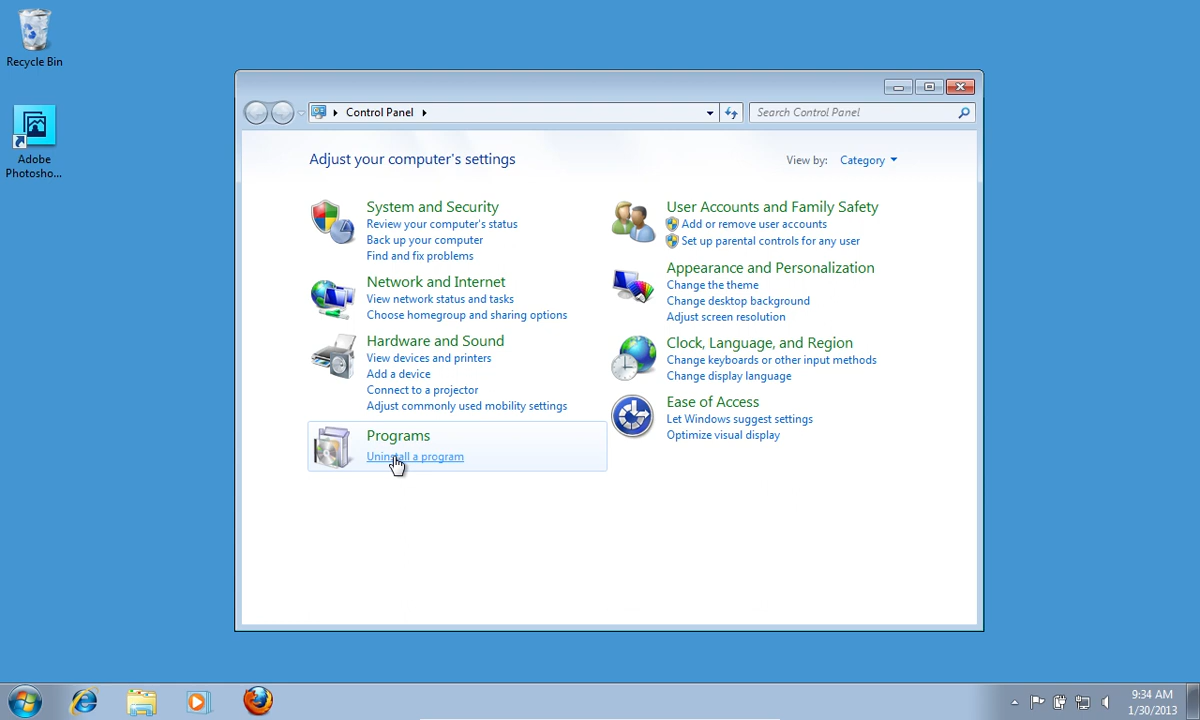 Recycle Bin
Adobe
Photosho...
Control Panel
Search Control Panel
Adjust your computer's settings
View by: Category
System and Security
Review your computer's status
Back up your computer
Find and fix problems
Network and Internet
View network status and tasks
Choose homegroup and sharing options
Hardware and Sound
View devices and printers
Add a device
Connect to a projector
Adjust commonly used mobility settings
Programs
Uninstall a program
User Accounts and Family Safety
Add or remove user accounts
Set up parental controls for any user
Appearance and Personalization
Change the theme
Change desktop background
Adjust screen resolution
Clock, Language, and Region
Change keyboards or other input methods
Change display language
Ease of Access
Let Windows suggest settings
Optimize visual display
9:34 AM
1/30/2013